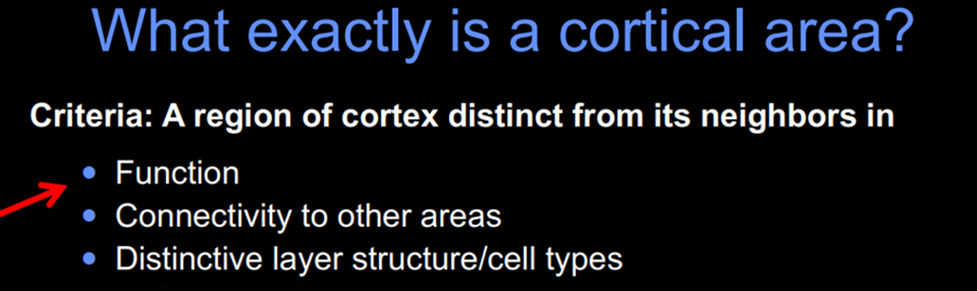 What exactly is a cortical area?
Criteria: A region of cortex distinct from its neighbors in
• Function
• Connectivity to other areas
• Distinctive layer structure/cell types